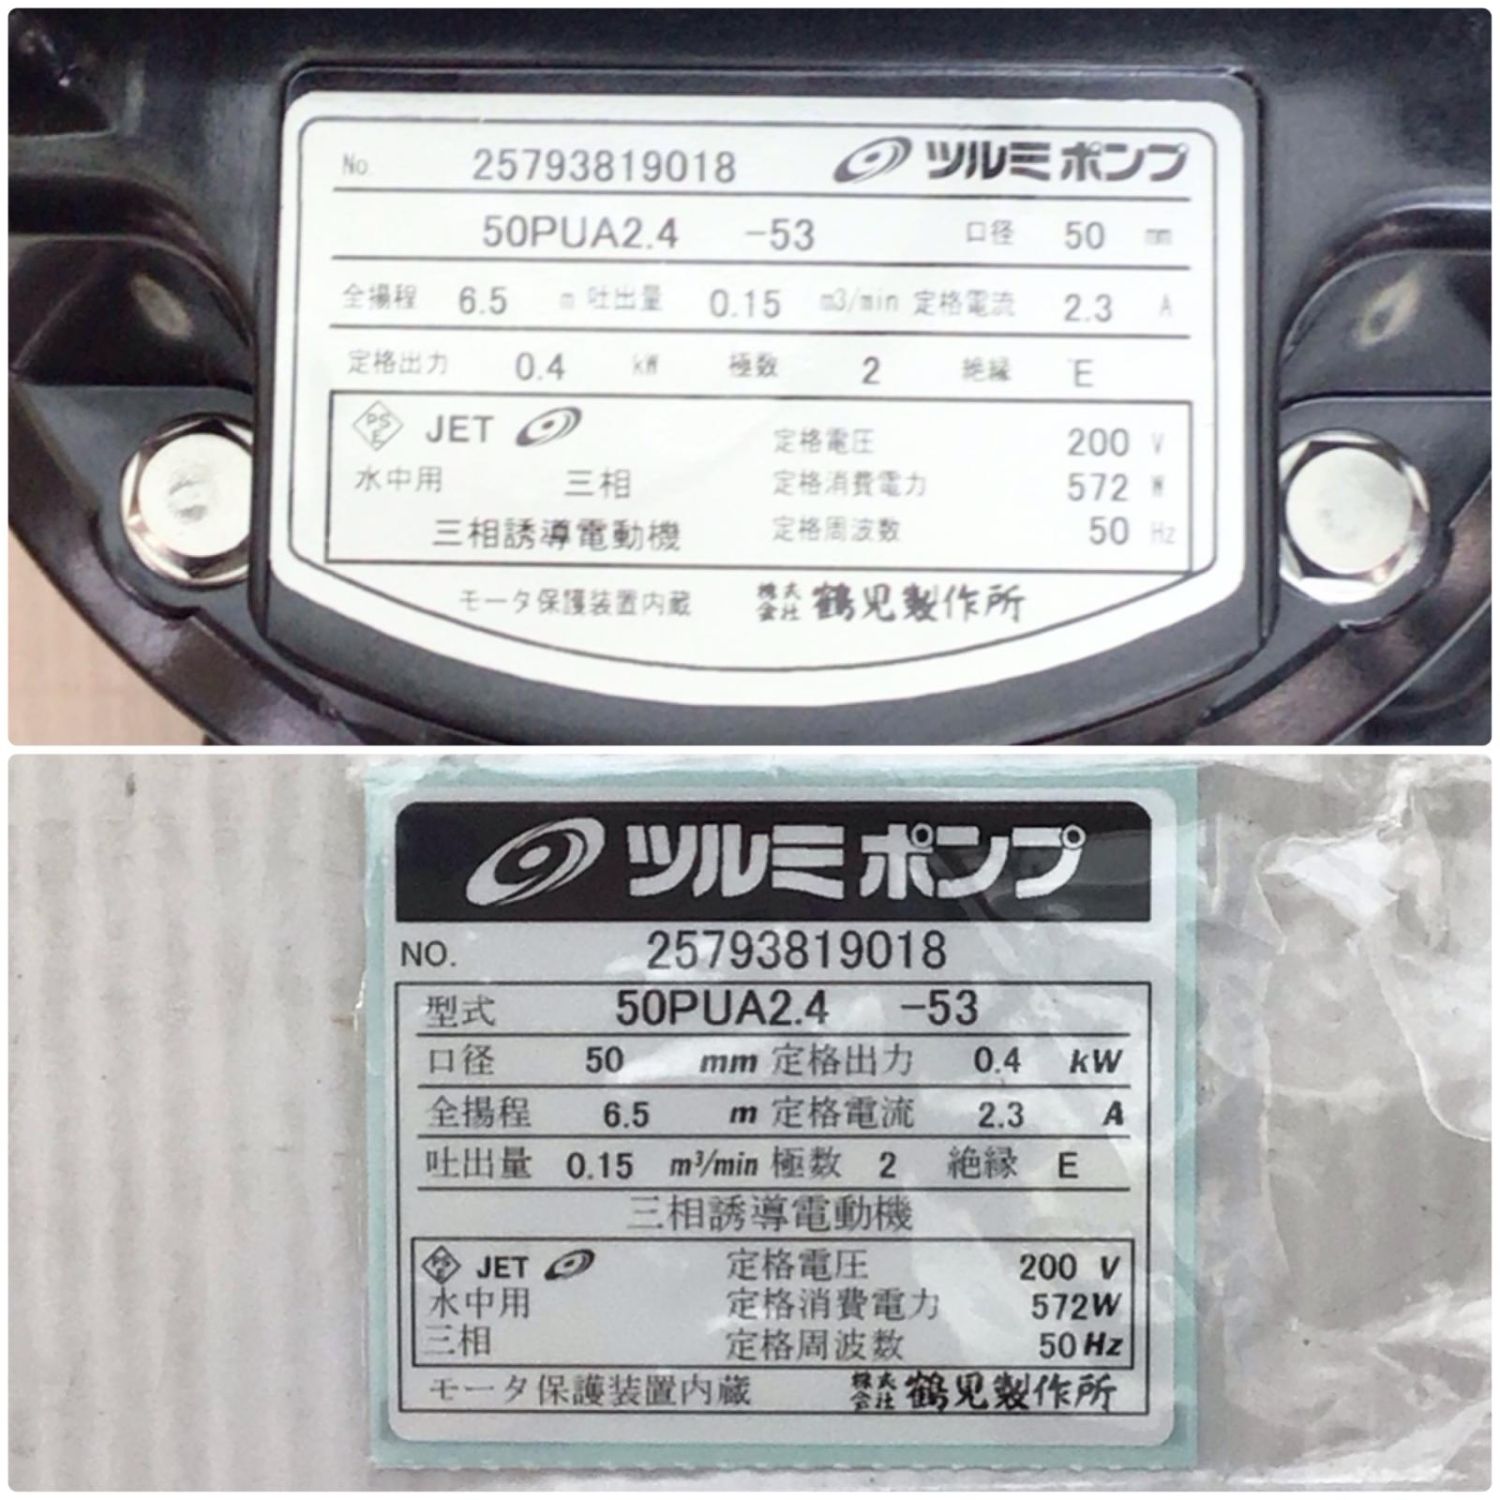 No. 25793819018 ツルミポンプ
50PUA2.4 -53 口径 50 mm
全揚程 6.5 m 吐出量 0.15 m3/min 定格電流 2.3 A
定格出力 0.4 kW 極数 2 絶縁 E
PSE JET 定格電圧 200 V
水中用 三相 定格消費電力 572 W
三相誘導電動機 定格周波数 50 Hz
モータ保護装置内蔵 株式会社 鶴見製作所
ツルミポンプ
NO. 25793819018
型式 50PUA2.4 -53
口径 50 mm 定格出力 0.4 kW
全揚程 6.5 m 定格電流 2.3 A
吐出量 0.15 m³/min 極数 2 絶縁 E
三相誘導電動機
PSE JET 定格電圧 200 V
水中用 定格消費電力 572W
三相 定格周波数 50Hz
モータ保護装置内蔵 株式会社 鶴見製作所